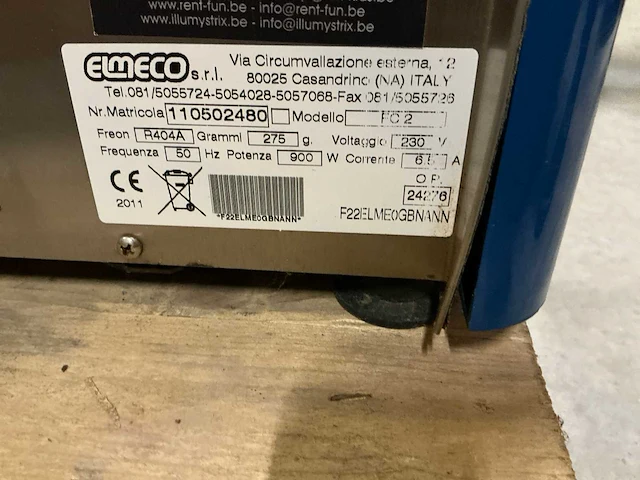 www.rent-fun.be - info@rent-fun.be
www.illumystrix.be - info@illumystrix.be
ELMECO s.r.l. Via Circumvallazione esterna, 12
80025 Casandrino (NA) ITALY
Tel.081/5055724-5054028-5057068-Fax 081/5055726
Nr.Matricola 110502480 Modello FC 2
Freon R404A Grammi 275 g. Voltaggio 230 V
Frequenza 50 Hz Potenza 900 W Corrente A
CE
2011
*F22ELME0GBNANN*
O.P.
24276
F22ELME0GBNANN